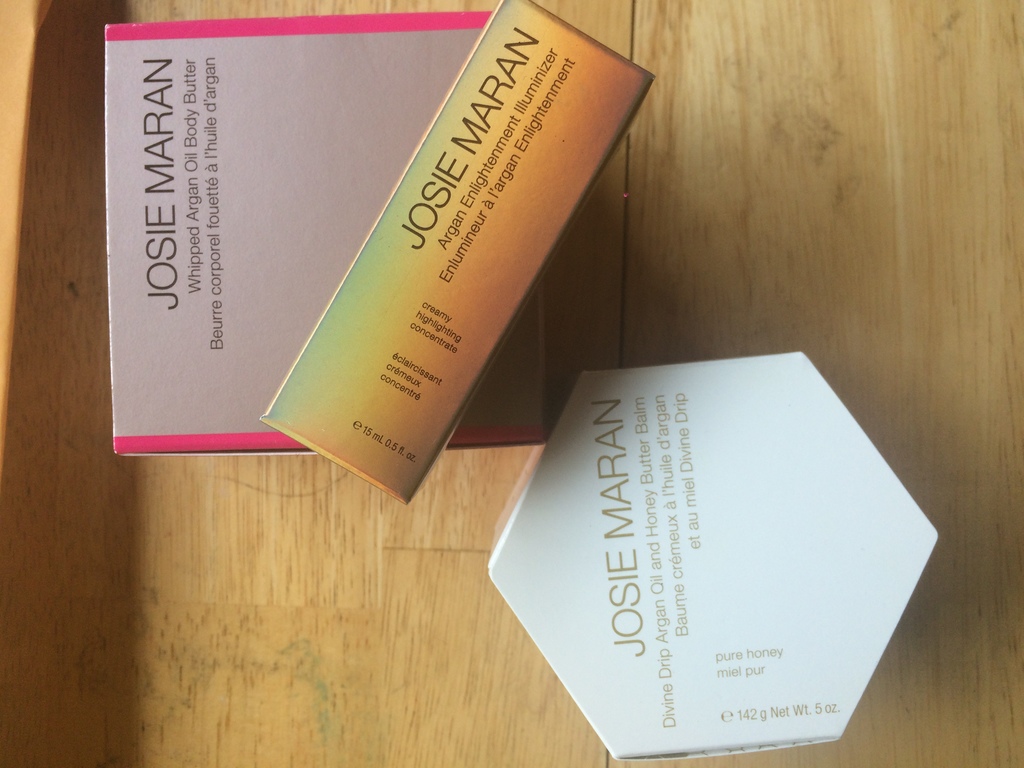 JOSIE MARAN
Whipped Argan Oil Body Butter
Beurre corporel fouetté à l'huile d'argan
JOSIE MARAN
Argan Enlightenment Illuminizer
Enlumineur à l'argan Enlightenment
creamy
highlighting
concentrate
éclaircissant
crémeux
concentré
℮ 15 mL 0.5 fl. oz.
JOSIE MARAN
Divine Drip Argan Oil and Honey Butter Balm
Baume crémeux à l'huile d'argan
et au miel Divine Drip
pure honey
miel pur
℮ 142 g Net Wt. 5 oz.